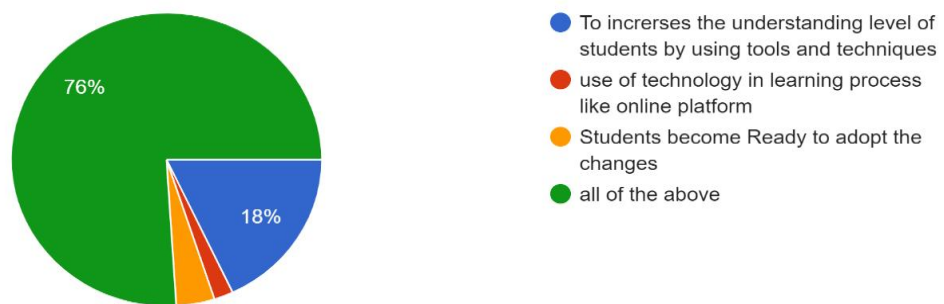 76%
18%
To increrses the understanding level of
students by using tools and techniques
use of technology in learning process
like online platform
Students become Ready to adopt the
changes
all of the above